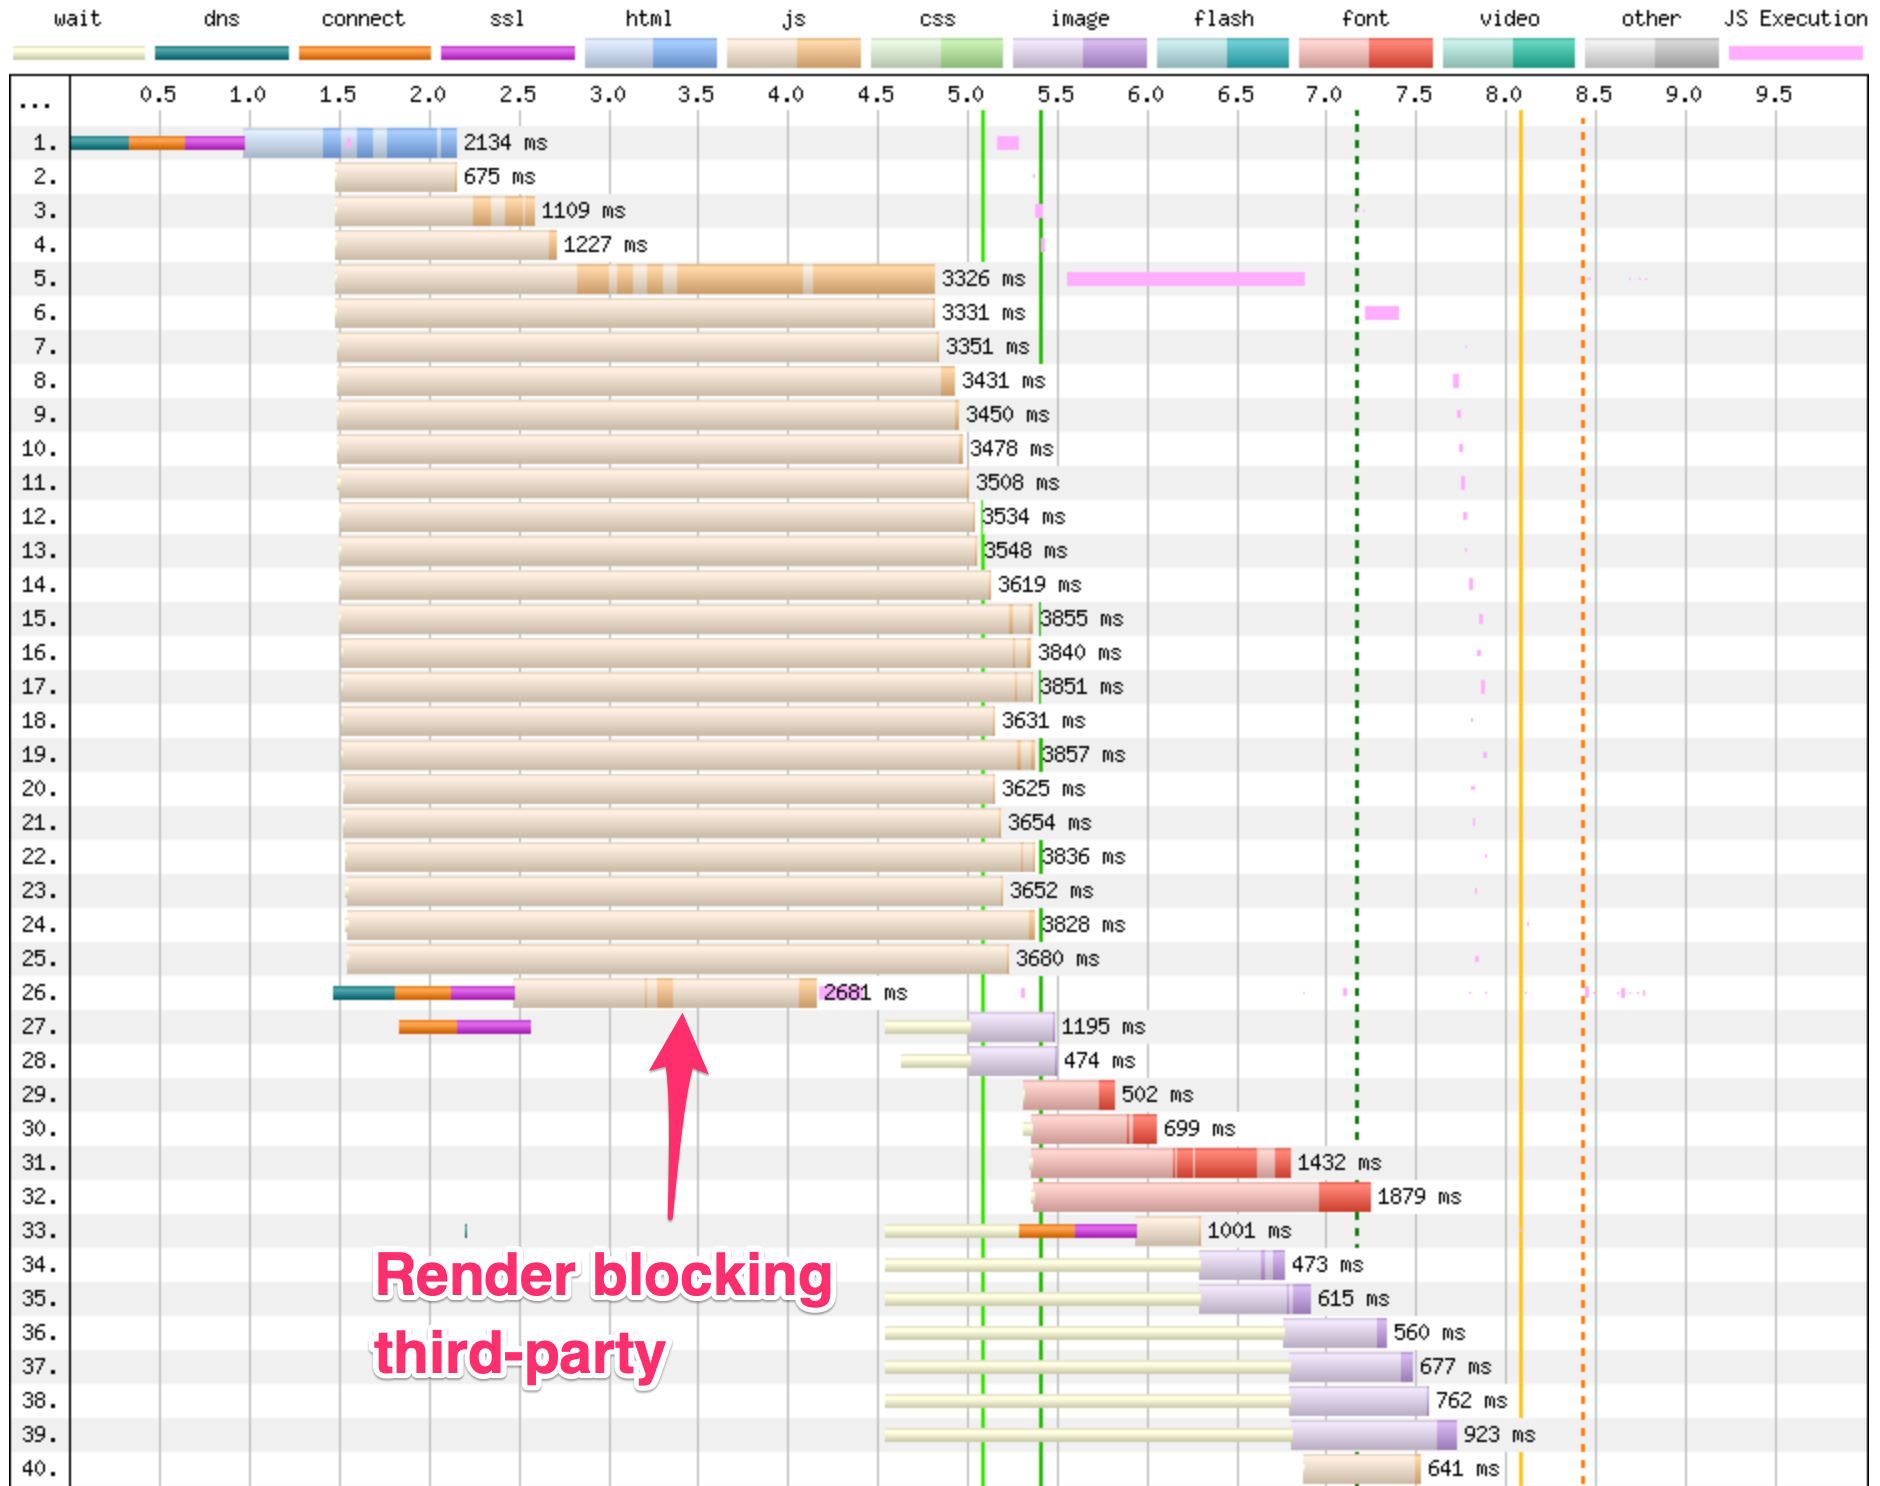 wait dns connect ssl html js css image flash font video other JS Execution
... 0.5 1.0 1.5 2.0 2.5 3.0 3.5 4.0 4.5 5.0 5.5 6.0 6.5 7.0 7.5 8.0 8.5 9.0 9.5
1. 2134 ms
2. 675 ms
3. 1109 ms
4. 1227 ms
5. 3326 ms
6. 3331 ms
7. 3351 ms
8. 3431 ms
9. 3450 ms
10. 3478 ms
11. 3508 ms
12. 3534 ms
13. 3548 ms
14. 3619 ms
15. 3855 ms
16. 3840 ms
17. 3851 ms
18. 3631 ms
19. 3857 ms
20. 3625 ms
21. 3654 ms
22. 3836 ms
23. 3652 ms
24. 3828 ms
25. 3680 ms
26. 2681 ms
27. 1195 ms
28. 474 ms
29. 502 ms
30. 699 ms
31. 1432 ms
32. 1879 ms
33. 1001 ms
34. 473 ms
35. 615 ms
36. 560 ms
37. 677 ms
38. 762 ms
39. 923 ms
40. 641 ms
Render blocking
third-party